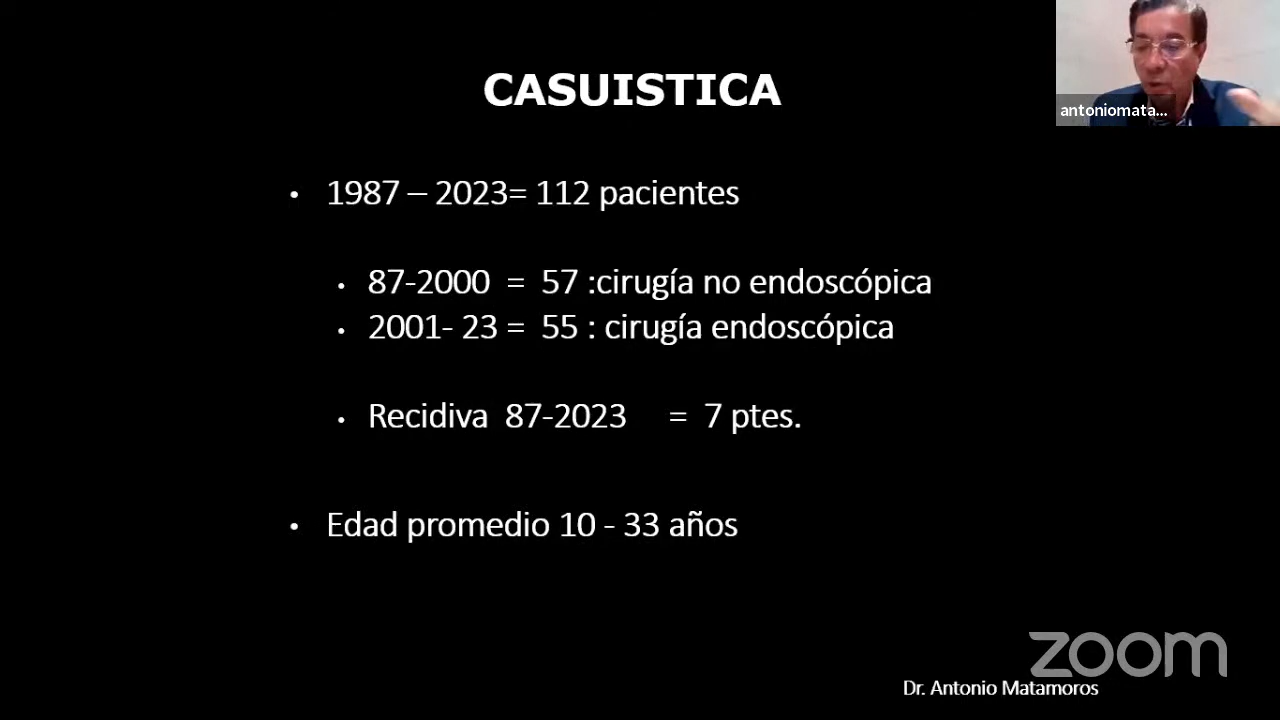 CASUISTICA
antoniomata...
• 1987 – 2023= 112 pacientes
• 87-2000 = 57 :cirugía no endoscópica
• 2001- 23 = 55 : cirugía endoscópica
• Recidiva 87-2023 = 7 ptes.
• Edad promedio 10 - 33 años
zoom
Dr. Antonio Matamoros